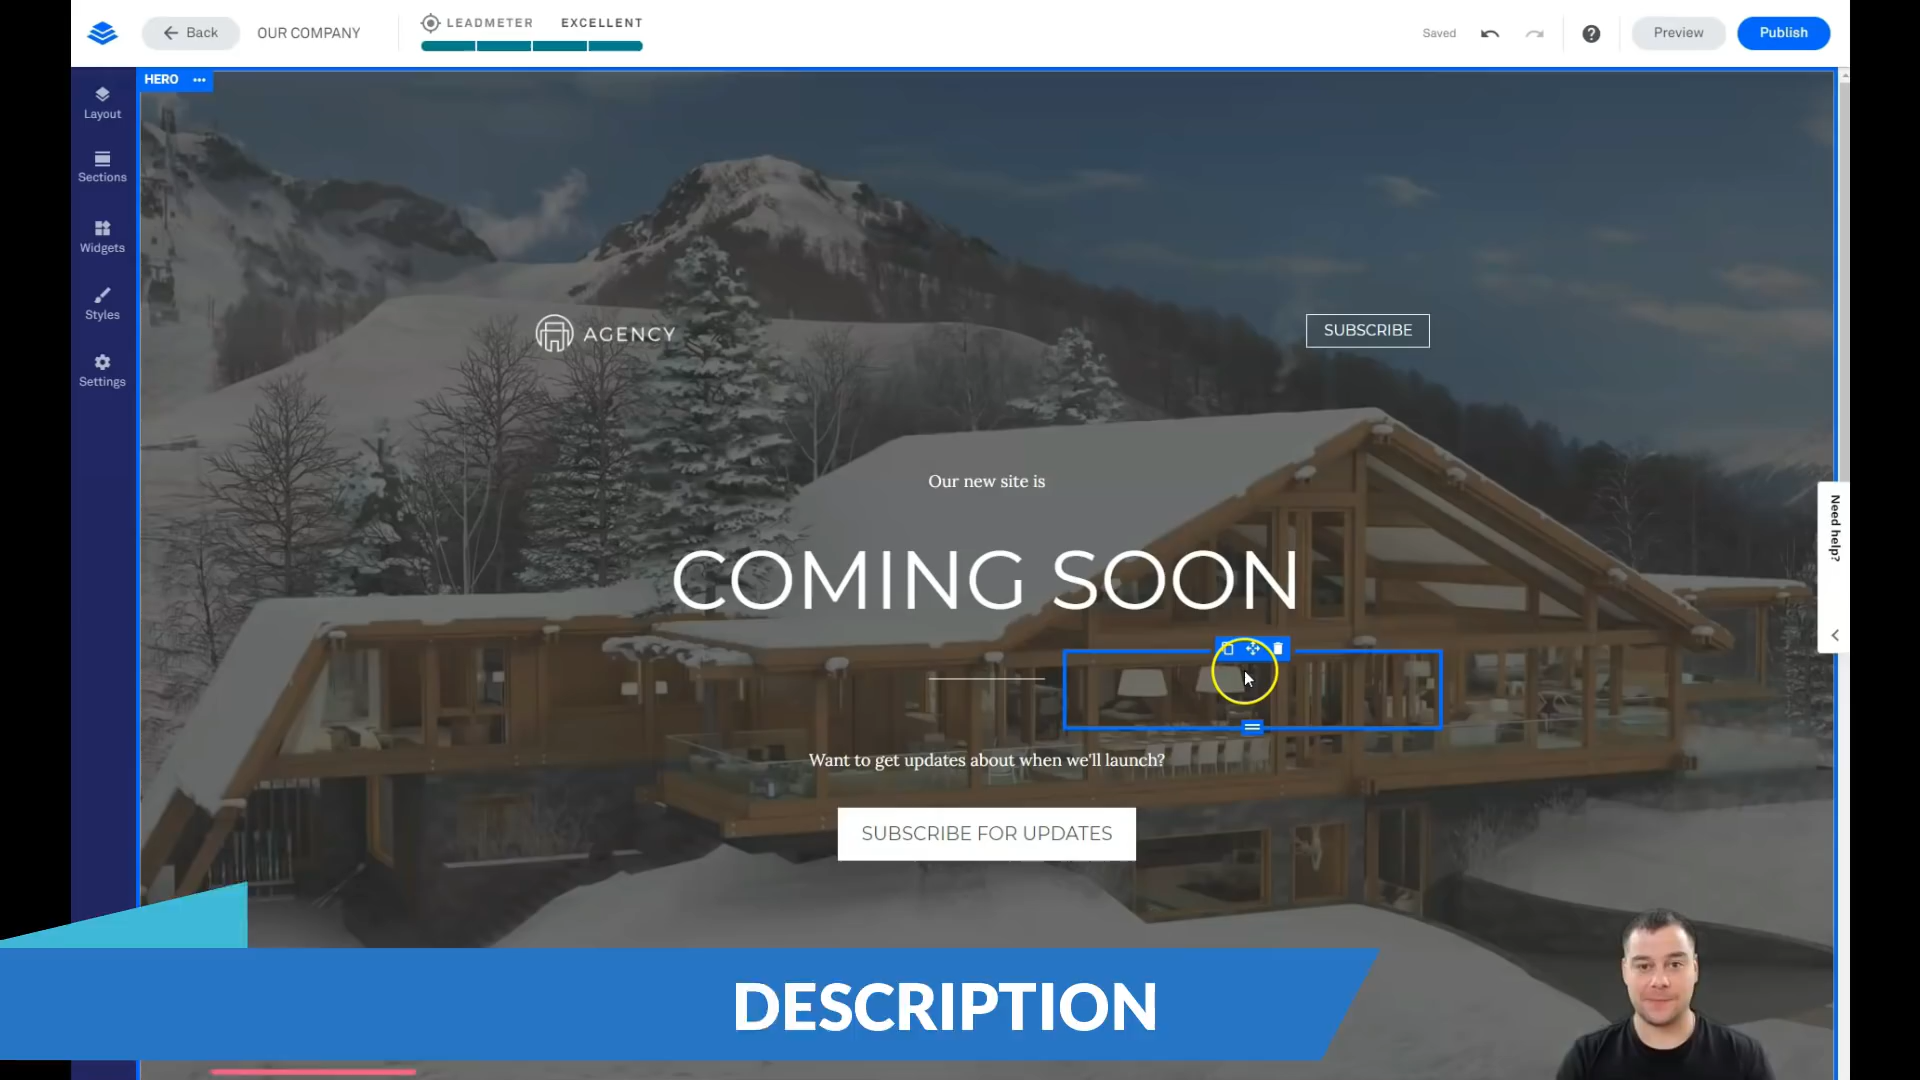 Back
OUR COMPANY
LEADMETER EXCELLENT
Saved
Preview
Publish
HERO
Layout
Sections
Widgets
Styles
Settings
AGENCY
SUBSCRIBE
Our new site is
COMING SOON
Want to get updates about when we'll launch?
SUBSCRIBE FOR UPDATES
Need help?
DESCRIPTION